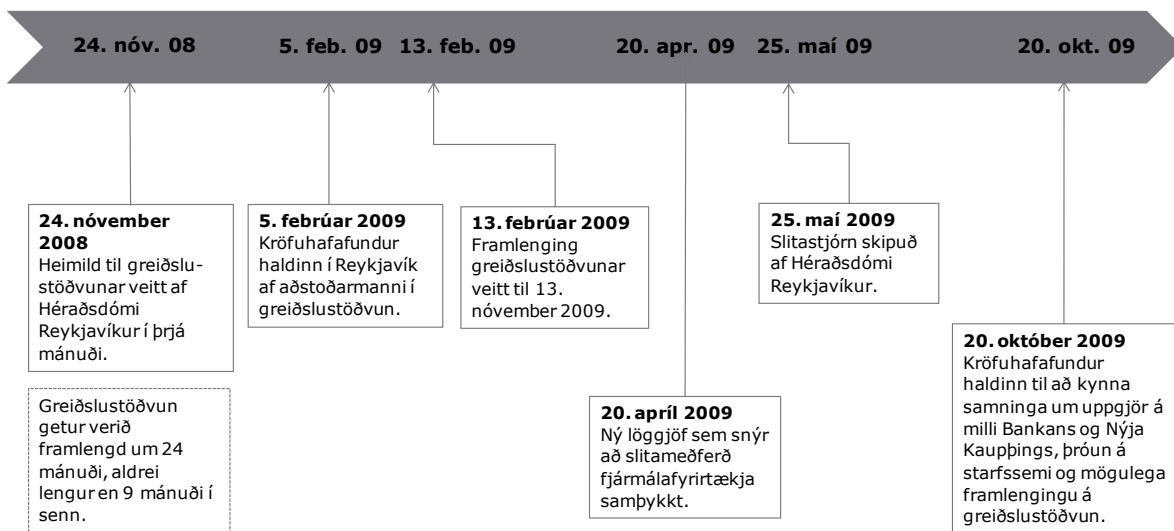 24. nóv. 08
5. feb. 09
13. feb. 09
20. apr. 09
25. maí 09
20. okt. 09
24. nóvember
2008
Heimild til greiðslu-
stöðvunar veitt af
Héraðsdómi
Reykjavíkur í þrjá
mánuði.
Greiðslustöðvun
getur verið
framlengd um 24
mánuði, aldrei
lengur en 9 mánuði í
senn.
5. febrúar 2009
Kröfuhafafundur
haldinn í Reykjavík
af aðstoðarmanni í
greiðslustöðvun.
13. febrúar 2009
Framlenging
greiðslustöðvunar
veitt til 13.
nóvember 2009.
20. apríl 2009
Ný löggjöf sem snýr
að slitameðferð
fjármálafyrirtækja
samþykkt.
25. maí 2009
Slitastjórn skipuð
af Héraðsdómi
Reykjavíkur.
20. október 2009
Kröfuhafafundur
haldinn til að kynna
samninga um uppgjör á
milli Bankans og Nýja
Kaupþings, þróun á
starfssemi og mögulega
framlengingu á
greiðslustöðvun.